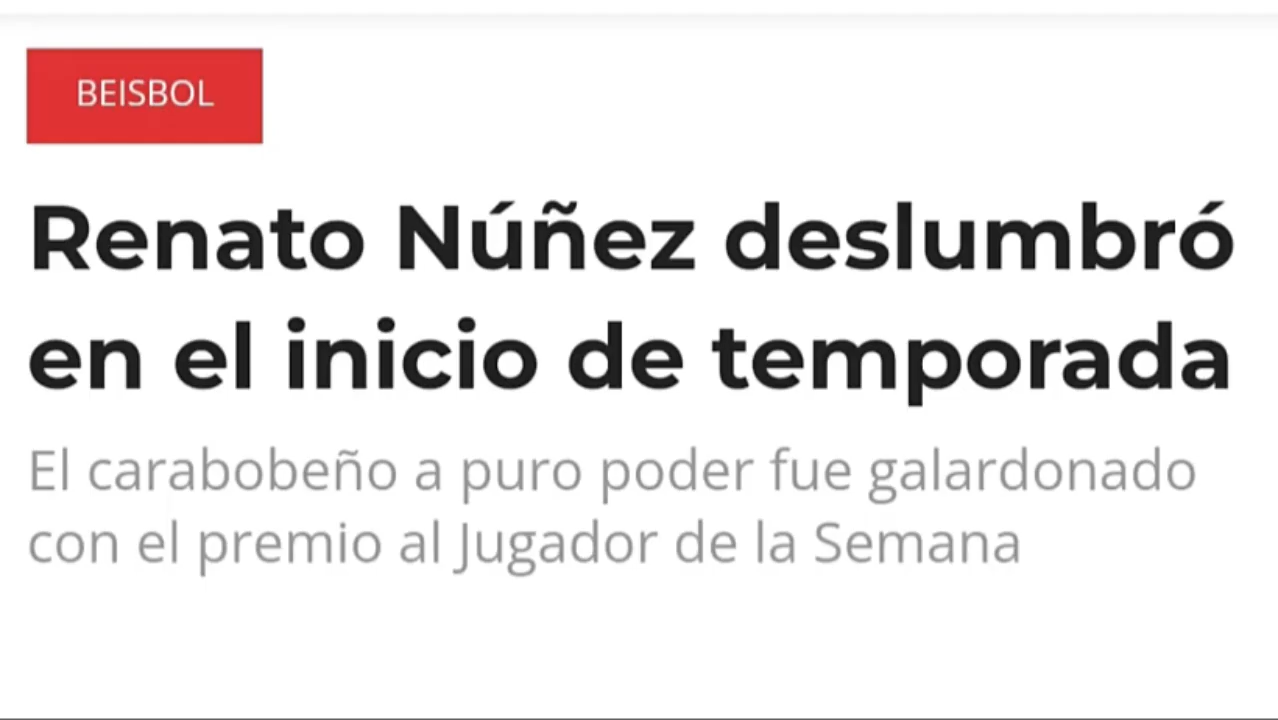 BEISBOL
Renato Núñez deslumbró
en el inicio de temporada
El carabobeño a puro poder fue galardonado
con el premio al Jugador de la Semana